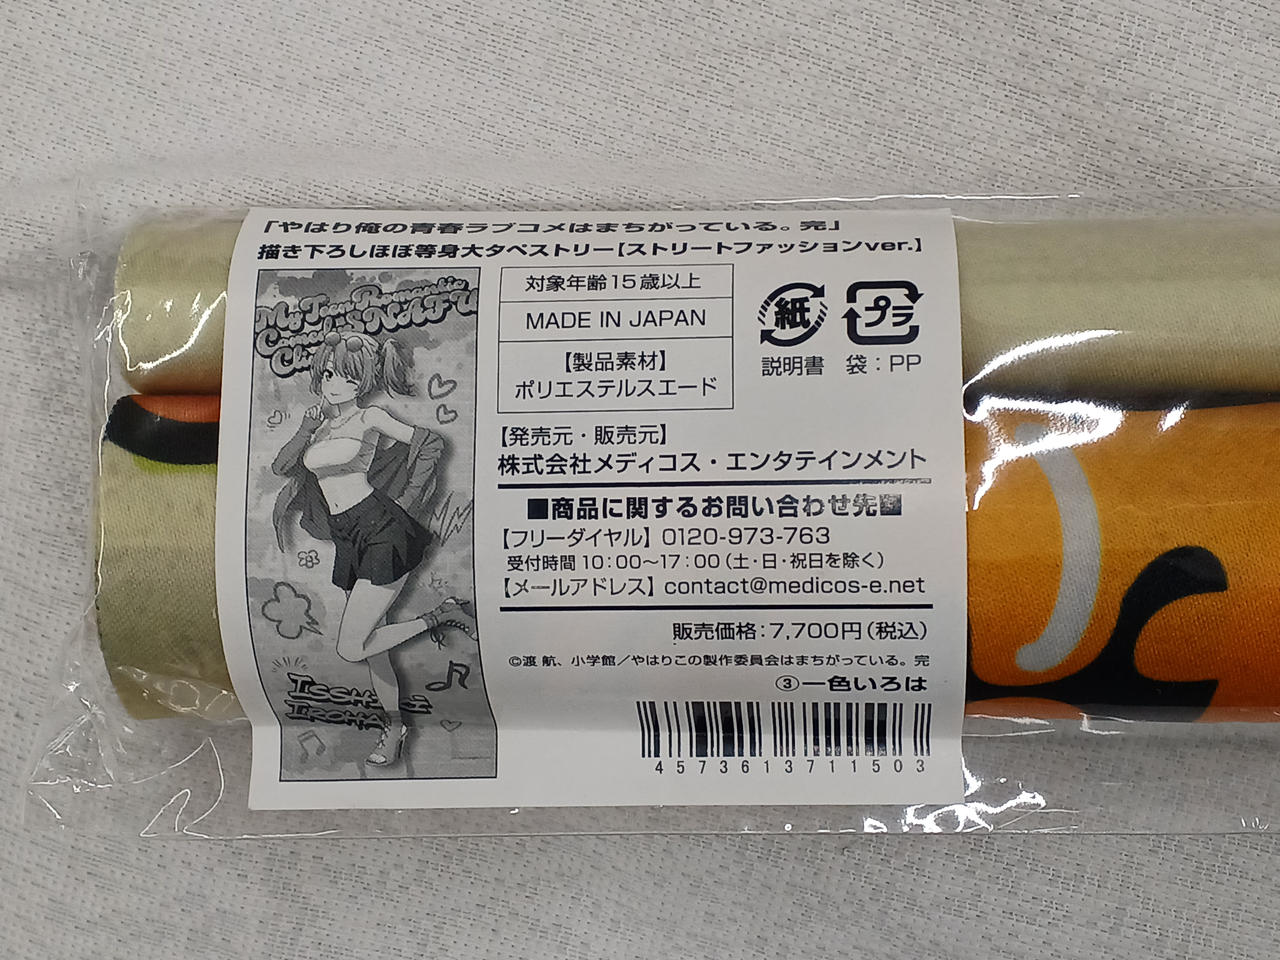 「やはり俺の青春ラブコメはまちがっている。完」
描き下ろしほぼ等身大タペストリー【ストリートファッションver.】
My Teen Romantic
SNAFU
対象年齢15歳以上
MADE IN JAPAN
【製品素材】
ポリエステルスエード
紙
プラ
説明書 袋：PP
【発売元・販売元】
株式会社メディコス・エンタテインメント
■商品に関するお問い合わせ先■
【フリーダイヤル】0120-973-763
受付時間10：00〜17：00（土・日・祝日を除く）
【メールアドレス】contact@medicos-e.net
販売価格：7,700円（税込）
©渡 航、小学館／やはりこの製作委員会はまちがっている。完
③一色いろは
4573613711503